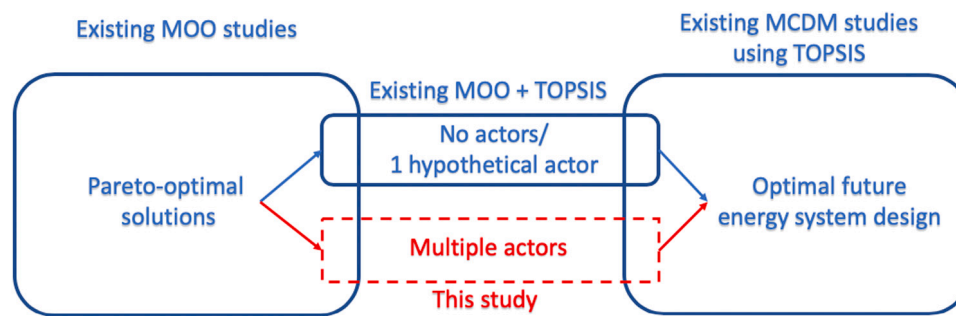 Existing MOO studies
Existing MCDM studies
using TOPSIS
Existing MOO + TOPSIS
No actors/
1 hypothetical actor
Pareto-optimal
solutions
Optimal future
energy system design
Multiple actors
This study